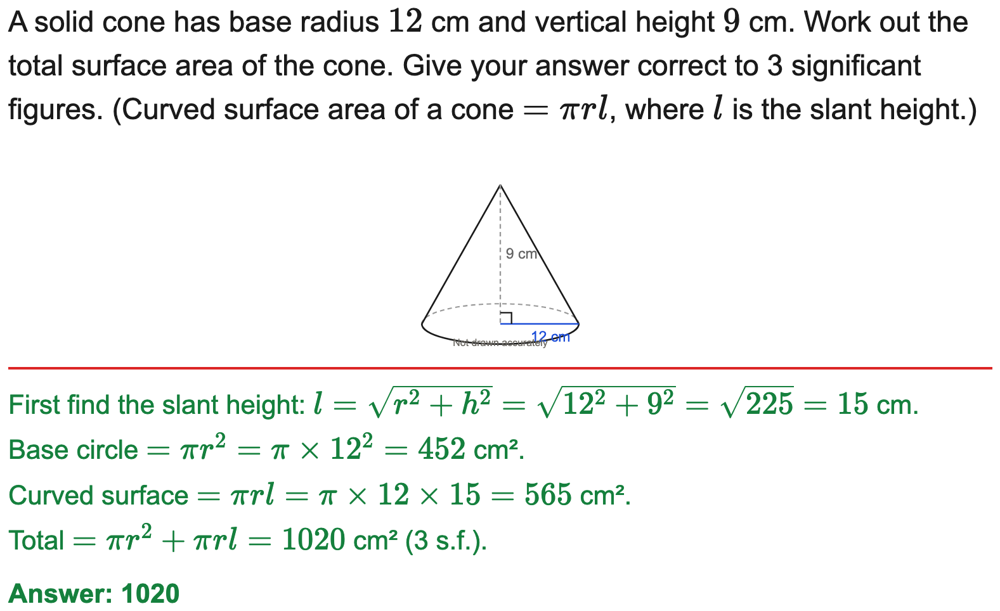 A solid cone has base radius 12 cm and vertical height 9 cm. Work out the
total surface area of the cone. Give your answer correct to 3 significant
figures. (Curved surface area of a cone = πrl, where l is the slant height.)
9 cm
12 cm
Not drawn accurately
First find the slant height: l = √(r² + h²) = √(12² + 9²) = √225 = 15 cm.
Base circle = πr² = π × 12² = 452 cm².
Curved surface = πrl = π × 12 × 15 = 565 cm².
Total = πr² + πrl = 1020 cm² (3 s.f.).
Answer: 1020